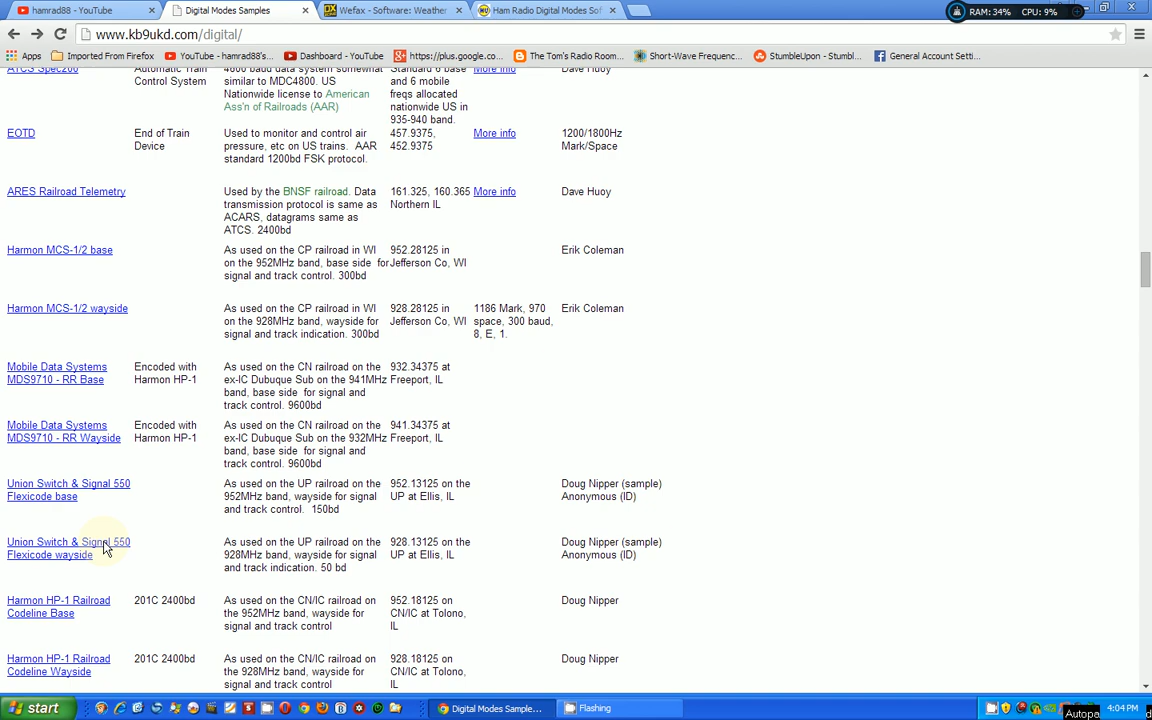 hamrad88 - YouTube
Digital Modes Samples
Wefax - Software: Weather
Ham Radio Digital Modes Sof
RAM: 34% CPU: 9%
www.kb9ukd.com/digital/
Apps
Imported From Firefox
YouTube - hamrad88's...
Dashboard - YouTube
https://plus.google.co...
The Tom's Radio Room...
Short-Wave Frequenc...
StumbleUpon - Stumbl...
General Account Setti...
ATCS Spec200
Automatic Train
Control System
4800 baud data system somewhat
similar to MDC4800. US
Nationwide license to American
Ass'n of Railroads (AAR)
Standard 6 base
and 6 mobile
freqs allocated
nationwide US in
935-940 band.
More info
Dave Huoy
EOTD
End of Train
Device
Used to monitor and control air
pressure, etc on US trains. AAR
standard 1200bd FSK protocol.
457.9375,
452.9375
More info
1200/1800Hz
Mark/Space
ARES Railroad Telemetry
Used by the BNSF railroad. Data
transmission protocol is same as
ACARS, datagrams same as
ATCS. 2400bd
161.325, 160.365
Northern IL
More info
Dave Huoy
Harmon MCS-1/2 base
As used on the CP railroad in WI
on the 952MHz band, base side for
signal and track control. 300bd
952.28125 in
Jefferson Co, WI
Erik Coleman
Harmon MCS-1/2 wayside
As used on the CP railroad in WI
on the 928MHz band, wayside for
signal and track indication. 300bd
928.28125 in
Jefferson Co, WI
1186 Mark, 970
space, 300 baud,
8, E, 1.
Erik Coleman
Mobile Data Systems
MDS9710 - RR Base
Encoded with
Harmon HP-1
As used on the CN railroad on the
ex-IC Dubuque Sub on the 941MHz
band, base side for signal and
track control. 9600bd
932.34375 at
Freeport, IL
Mobile Data Systems
MDS9710 - RR Wayside
Encoded with
Harmon HP-1
As used on the CN railroad on the
ex-IC Dubuque Sub on the 932MHz
band, base side for signal and
track control. 9600bd
941.34375 at
Freeport, IL
Union Switch & Signal 550
Flexicode base
As used on the UP railroad on the
952MHz band, wayside for signal
and track control. 150bd
952.13125 on the
UP at Ellis, IL
Doug Nipper (sample)
Anonymous (ID)
Union Switch & Signal 550
Flexicode wayside
As used on the UP railroad on the
928MHz band, wayside for signal
and track indication. 50 bd
928.13125 on the
UP at Ellis, IL
Doug Nipper (sample)
Anonymous (ID)
Harmon HP-1 Railroad
Codeline Base
201C 2400bd
As used on the CN/IC railroad on
the 952MHz band, wayside for
signal and track control
952.18125 on
CN/IC at Tolono,
IL
Doug Nipper
Harmon HP-1 Railroad
Codeline Wayside
201C 2400bd
As used on the CN/IC railroad on
the 928MHz band, wayside for
signal and track control
928.18125 on
CN/IC at Tolono,
IL
Doug Nipper
start
Digital Modes Sample...
Flashing
4:04 PM
Autopa